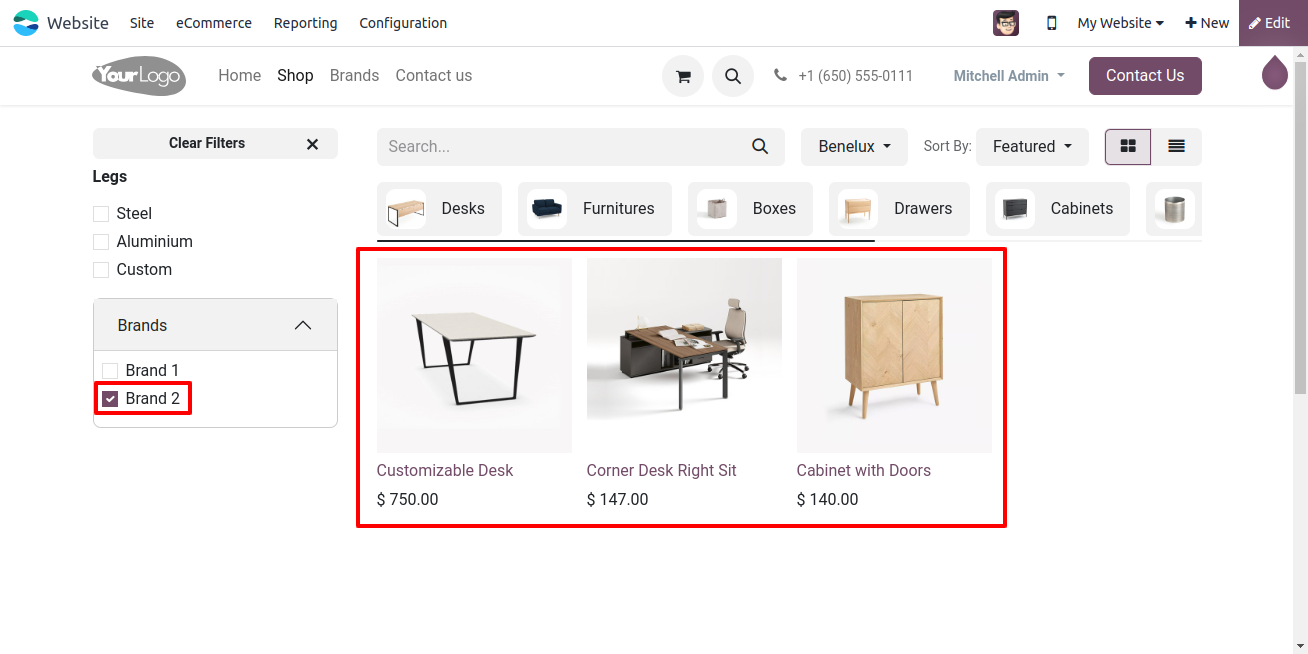 Website Site eCommerce Reporting Configuration My Website New Edit
YourLogo Home Shop Brands Contact us +1 (650) 555-0111 Mitchell Admin Contact Us
Clear Filters Search... Benelux Sort By: Featured
Legs
Desks Furnitures Boxes Drawers Cabinets
Steel
Aluminium
Custom
Brands
Brand 1
Brand 2
Customizable Desk Corner Desk Right Sit Cabinet with Doors
$ 750.00 $ 147.00 $ 140.00